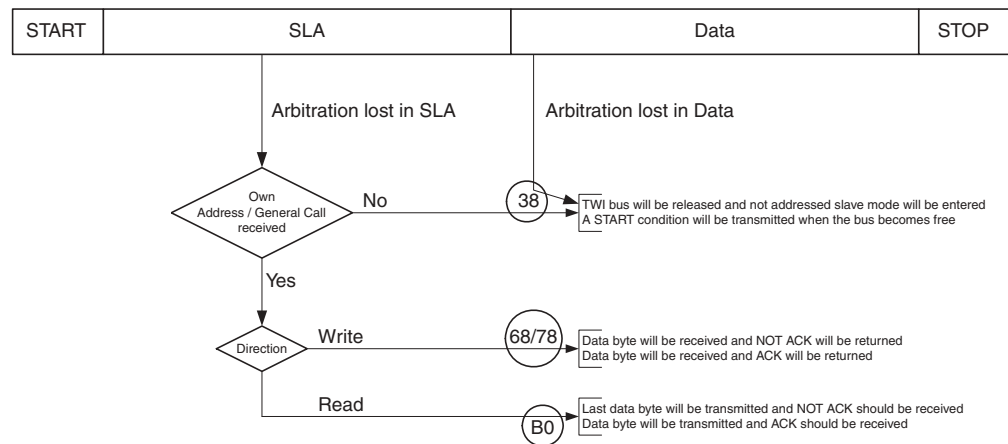 START SLA Data STOP
Arbitration lost in SLA Arbitration lost in Data
Own
Address / General Call
received
No
38
TWI bus will be released and not addressed slave mode will be entered
A START condition will be transmitted when the bus becomes free
Yes
Direction
Write
68/78
Data byte will be received and NOT ACK will be returned
Data byte will be received and ACK will be returned
Read
B0
Last data byte will be transmitted and NOT ACK should be received
Data byte will be transmitted and ACK should be received